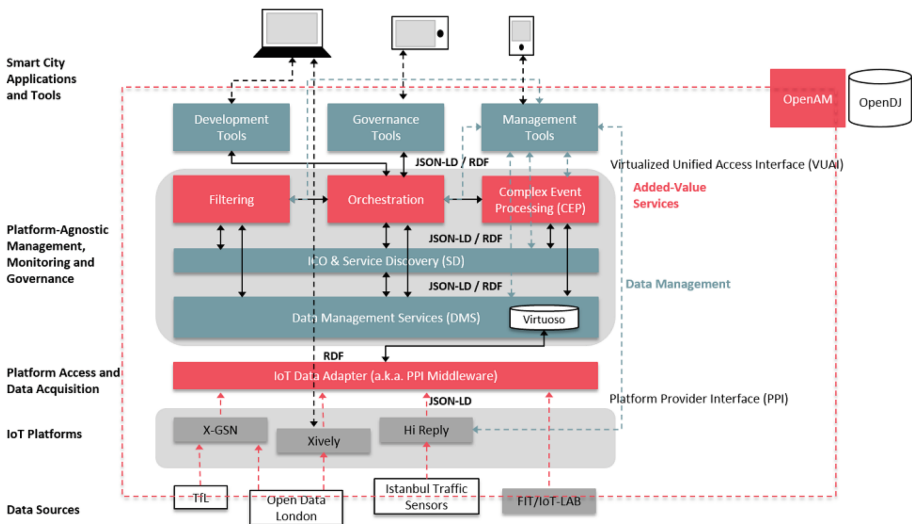 Smart City
Applications
and Tools
OpenAM
OpenDJ
Development
Tools
Governance
Tools
Management
Tools
JSON-LD / RDF
Virtualized Unified Access Interface (VUAI)
Added-Value
Services
Filtering
Orchestration
Complex Event
Processing (CEP)
Platform-Agnostic
Management,
Monitoring and
Governance
JSON-LD / RDF
ICO & Service Discovery (SD)
JSON-LD / RDF
Data Management
Data Management Services (DMS)
Virtuoso
RDF
Platform Access and
Data Acquisition
IoT Data Adapter (a.k.a. PPI Middleware)
JSON-LD
Platform Provider Interface (PPI)
IoT Platforms
X-GSN
Xively
Hi Reply
Data Sources
TfL
Open Data
London
Istanbul Traffic
Sensors
FIT/IoT-LAB